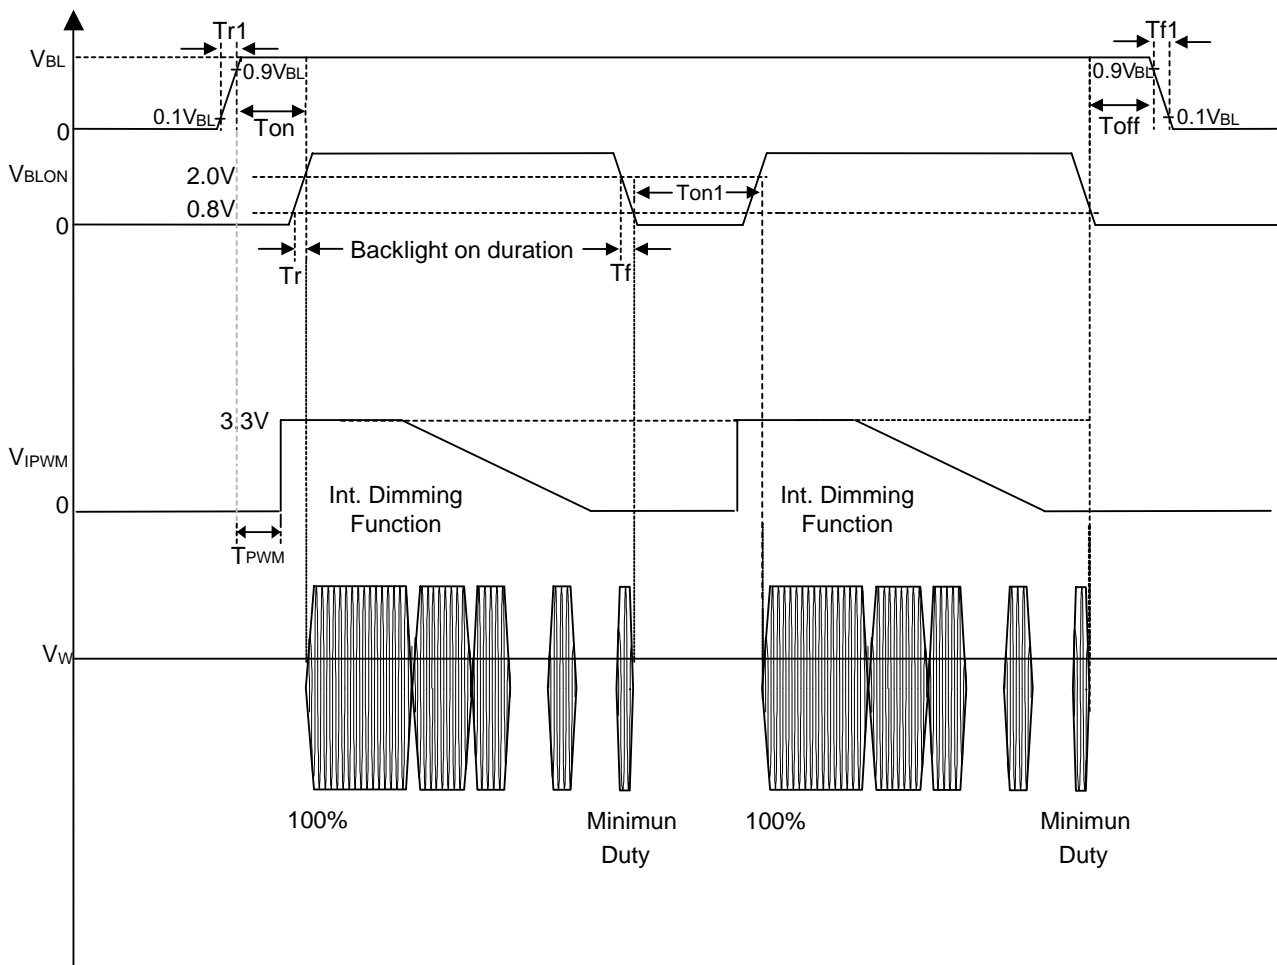 Tr1
Tf1
VBL
0.9VBL
0.9VBL
0.1VBL
Ton
Toff
0.1VBL
0
VBLON
2.0V
Ton1
0.8V
0
Backlight on duration
Tr
Tf
3.3V
VIPWM
0
Int. Dimming
Function
Int. Dimming
Function
TPWM
VW
100%
Minimun
Duty
100%
Minimun
Duty